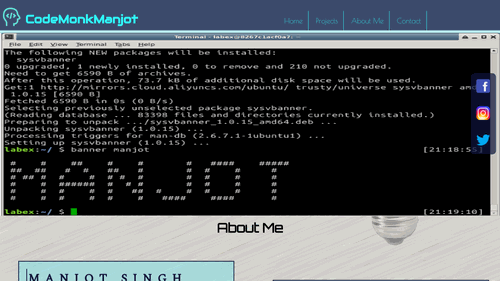 CodeMonkManjot
Home Projects About Me Contact
Terminal - labex@8267c1acf0a7: ~
File Edit View Terminal Tabs Help
The following NEW packages will be installed:
sysvbanner
0 upgraded, 1 newly installed, 0 to remove and 210 not upgraded.
Need to get 6590 B of archives.
After this operation, 73.7 kB of additional disk space will be used.
Get:1 http://mirrors.cloud.aliyuncs.com/ubuntu/ trusty/universe sysvbanner amd
1.0.15 [6590 B]
Fetched 6590 B in 0s (0 B/s)
Selecting previously unselected package sysvbanner.
(Reading database ... 83398 files and directories currently installed.)
Preparing to unpack .../sysvbanner_1.0.15_amd64.deb ...
Unpacking sysvbanner (1.0.15) ...
Processing triggers for man-db (2.6.7.1-1ubuntu1) ...
Setting up sysvbanner (1.0.15) ...
labex:~/ $ banner manjot [21:18:55]
MANJOT
labex:~/ $ [21:19:10]
About Me
MANJOT SINGH